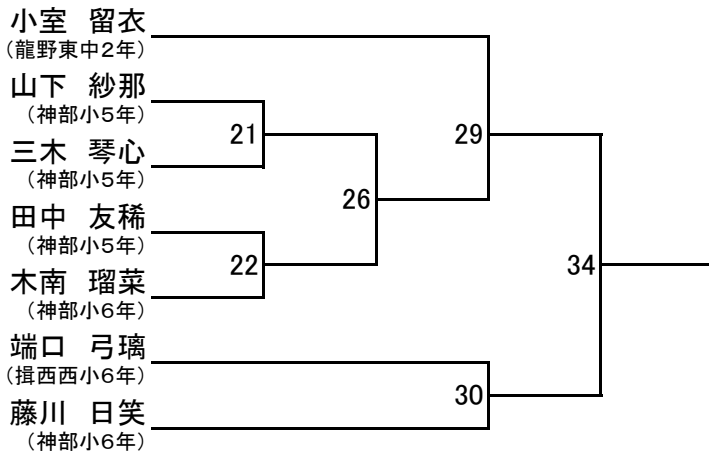 小室　留衣
（龍野東中2年）
山下　紗那
（神部小5年）
21
三木　琴心
（神部小5年）
29
26
田中　友稀
（神部小5年）
22
34
木南　瑠菜
（神部小6年）
端口　弓璃
（揖西西小6年）
30
藤川　日笑
（神部小6年）